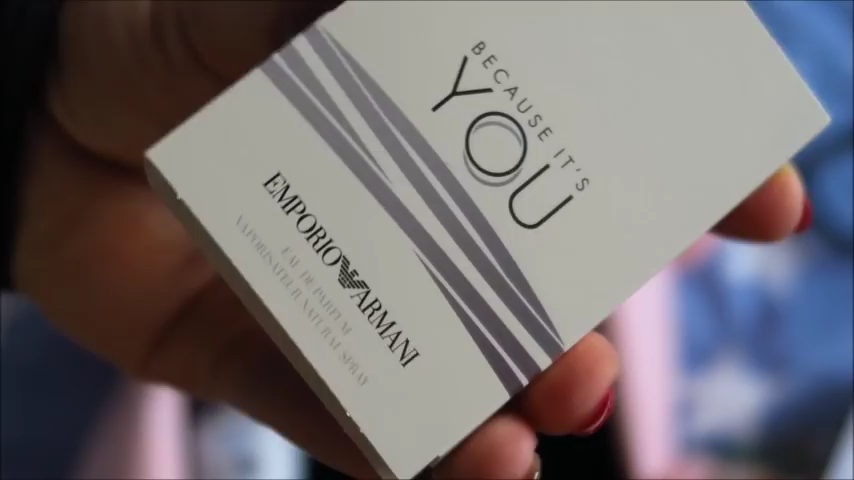 BECAUSE IT'S
YOU
EMPORIO ARMANI
EAU DE PARFUM
VAPORISATEUR NATURAL SPRAY